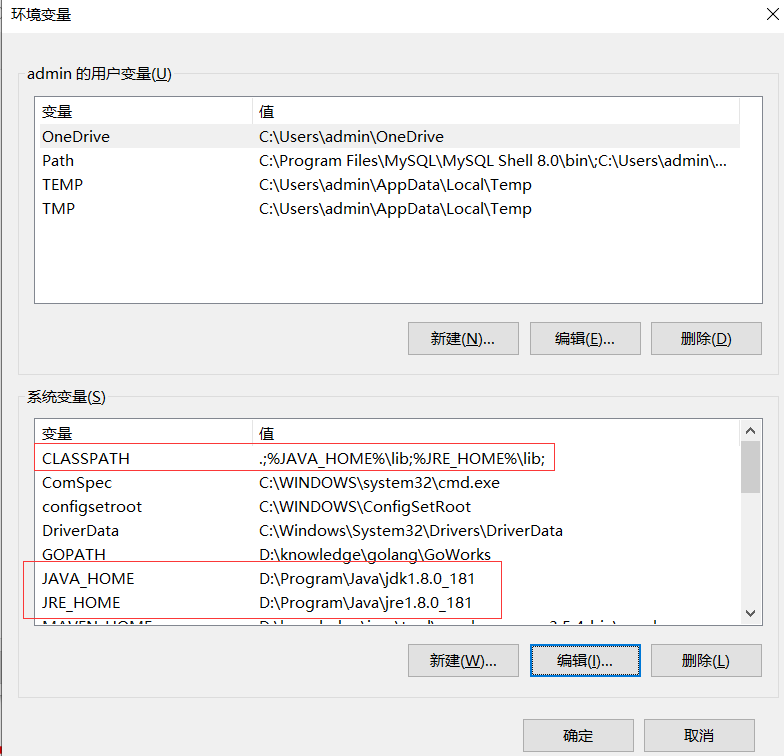 环境变量
admin 的用户变量(U)
变量 值
OneDrive C:\Users\admin\OneDrive
Path C:\Program Files\MySQL\MySQL Shell 8.0\bin\;C:\Users\admin\...
TEMP C:\Users\admin\AppData\Local\Temp
TMP C:\Users\admin\AppData\Local\Temp
新建(N)... 编辑(E)... 删除(D)
系统变量(S)
变量 值
CLASSPATH .;%JAVA_HOME%\lib;%JRE_HOME%\lib;
ComSpec C:\WINDOWS\system32\cmd.exe
configsetroot C:\WINDOWS\ConfigSetRoot
DriverData C:\Windows\System32\Drivers\DriverData
GOPATH D:\knowledge\golang\GoWorks
JAVA_HOME D:\Program\Java\jdk1.8.0_181
JRE_HOME D:\Program\Java\jre1.8.0_181
MAVEN_HOME
新建(W)... 编辑(I)... 删除(L)
确定 取消